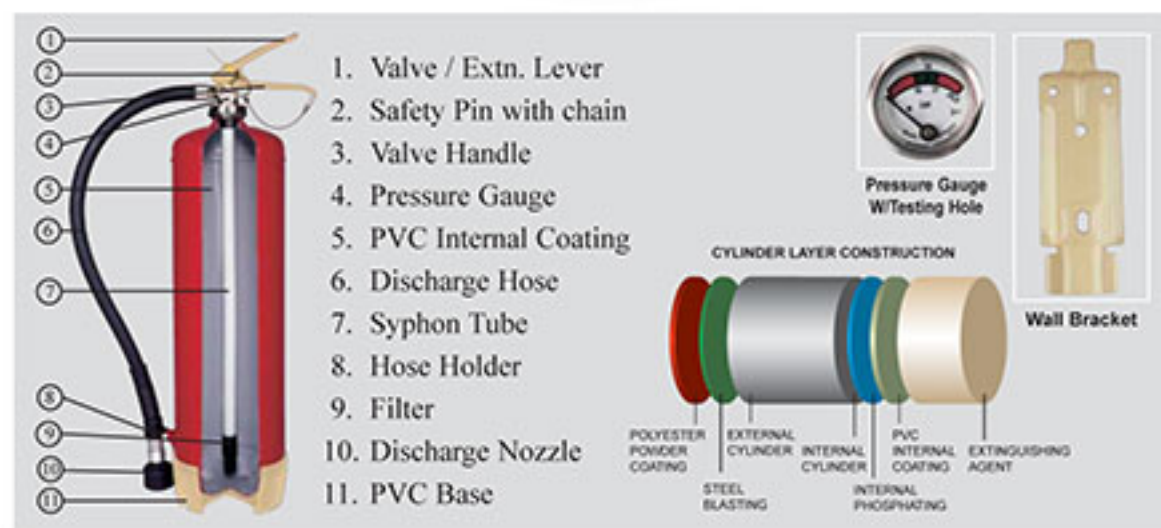 1
2
3
4
5
6
7
8
9
10
11
1. Valve / Extn. Lever
2. Safety Pin with chain
3. Valve Handle
4. Pressure Gauge
5. PVC Internal Coating
6. Discharge Hose
7. Syphon Tube
8. Hose Holder
9. Filter
10. Discharge Nozzle
11. PVC Base
Pressure Gauge
W/Testing Hole
Wall Bracket
CYLINDER LAYER CONSTRUCTION
POLYESTER
POWDER
COATING
STEEL
BLASTING
EXTERNAL
CYLINDER
INTERNAL
CYLINDER
INTERNAL
PHOSPHATING
PVC
INTERNAL
COATING
EXTINGUISHING
AGENT